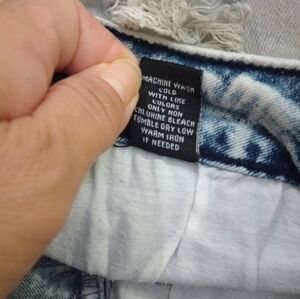 MACHINE WASH
COLD
WITH LIKE
COLORS
ONLY NON
CHLORINE BLEACH
TUMBLE DRY LOW
WARM IRON
IF NEEDED